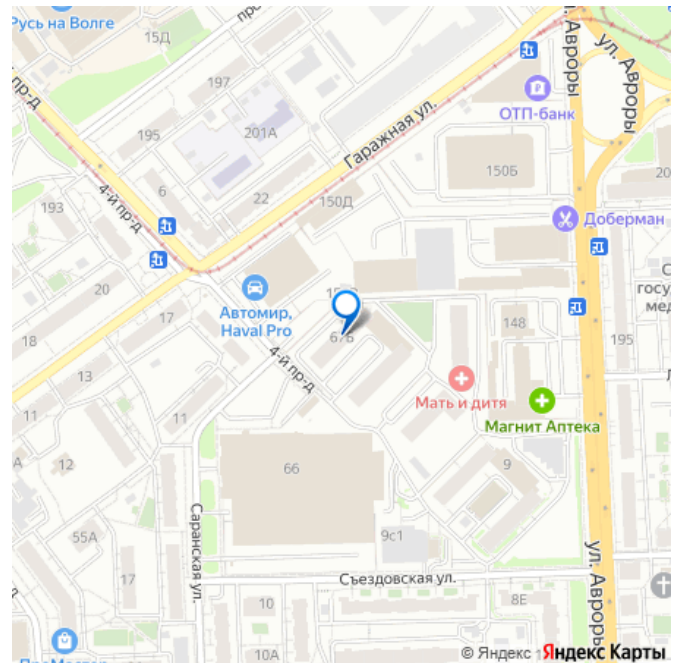 Русь на Волге
15Д
197
ул. Авроры
ул. Авроры
ОТП-банк
195
201А
Гаражная ул.
150Б
6
22
150Д
193
4-й пр-д
Доберман
20
Автомир,
Haval Pro
67Б
148
195
18
13
4-й пр-д
Мать и дитя
11
11
Магнит Аптека
12
66
9
55А
Саранская ул.
9с1
17
Съездовская ул.
ул. Авроры
10
8Е
10А
© Яндекс
Яндекс Карты